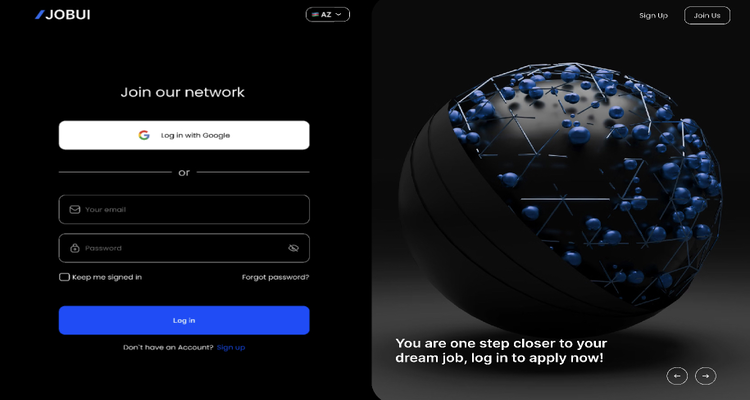 JOBUI
AZ
Sign Up
Join Us
Join our network
Log in with Google
or
Your email
Password
Keep me signed in
Forgot password?
Log in
Don't have an Account? Sign up
You are one step closer to your
dream job, log in to apply now!